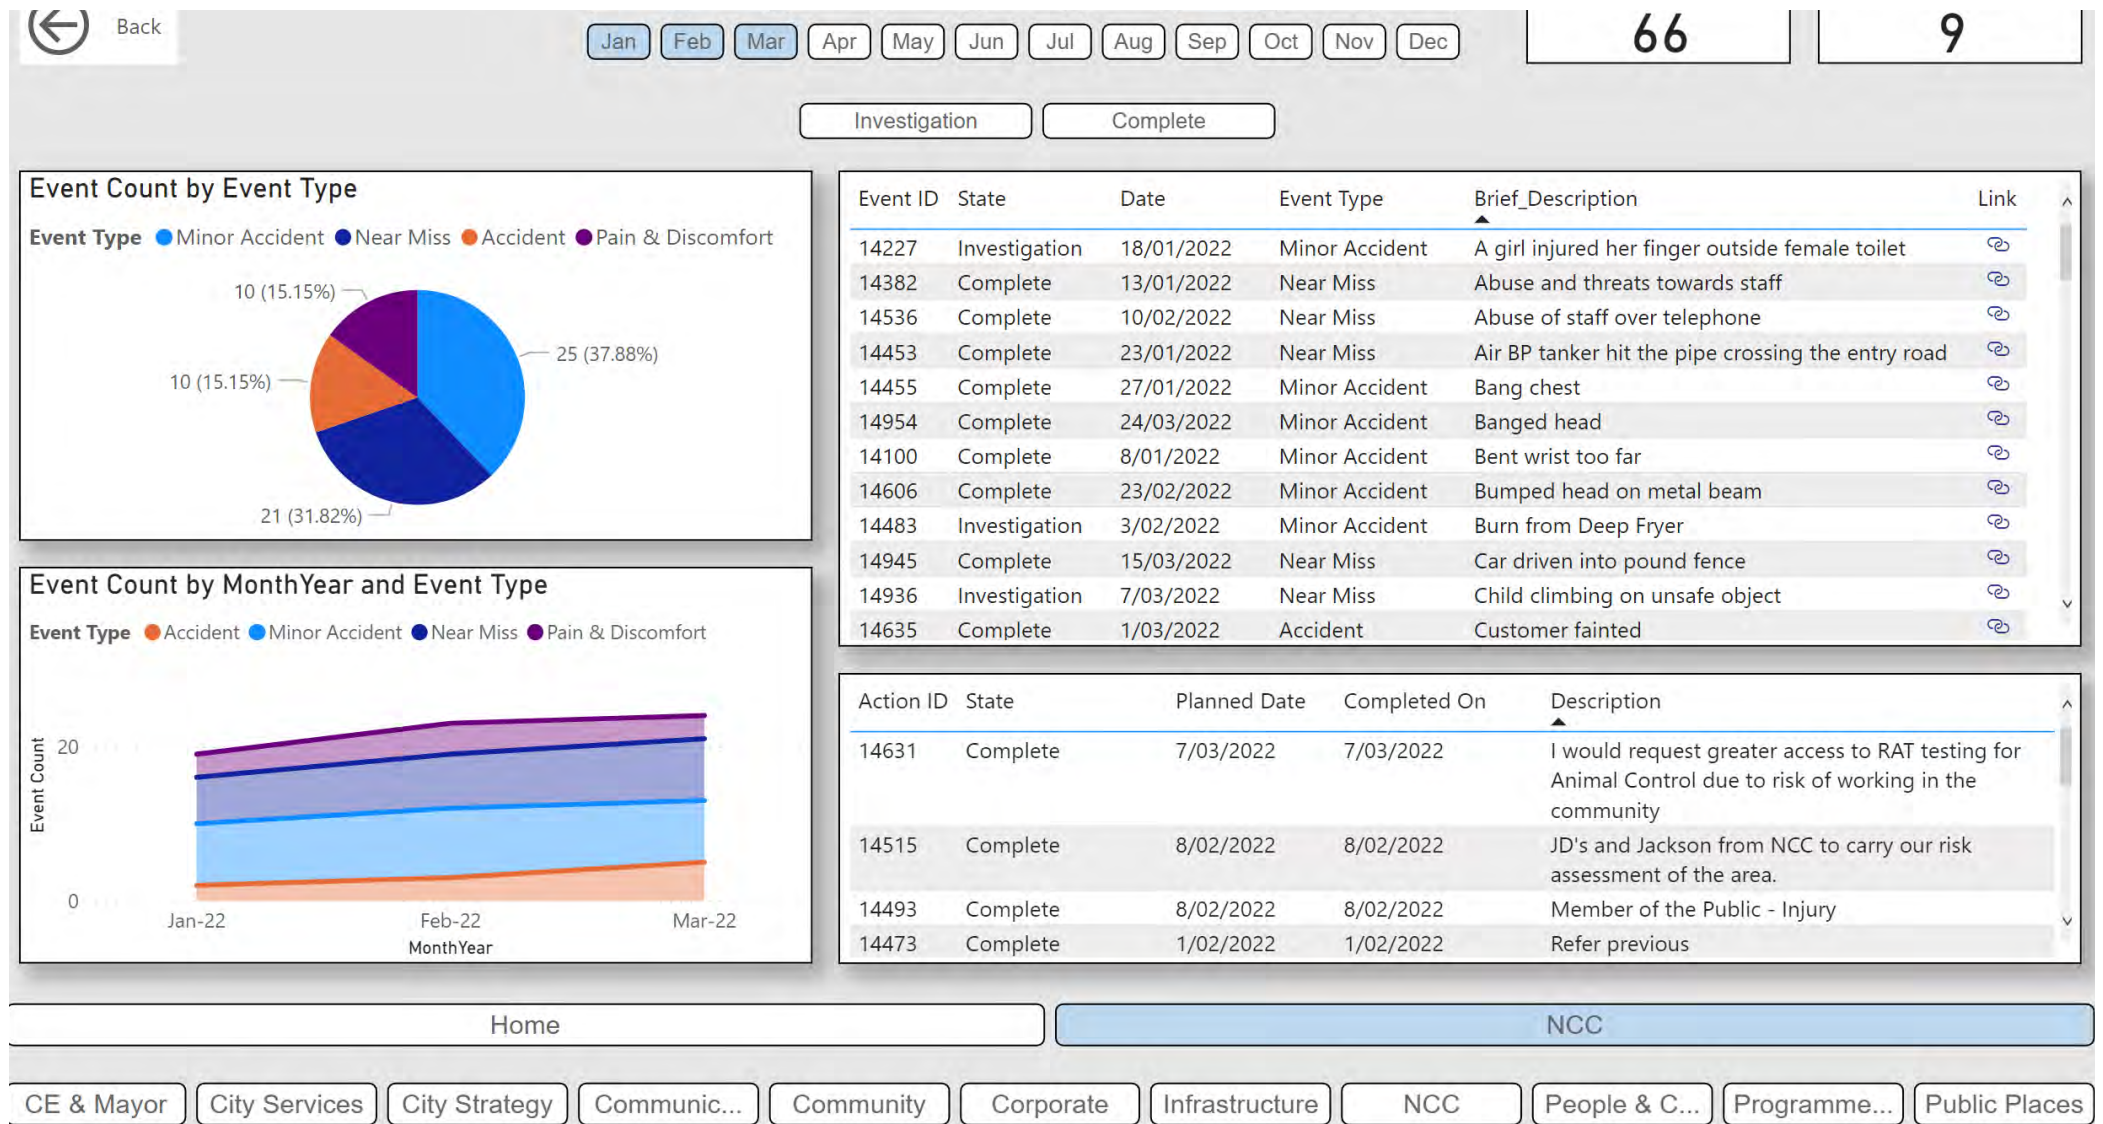 Back
Jan Feb Mar Apr May Jun Jul Aug Sep Oct Nov Dec
66
9
Investigation Complete
Event Count by Event Type
Event Type Minor Accident Near Miss Accident Pain & Discomfort
10 (15.15%)
25 (37.88%)
10 (15.15%)
21 (31.82%)
Event Count by MonthYear and Event Type
Event Type Accident Minor Accident Near Miss Pain & Discomfort
Event Count
20
0
Jan-22 Feb-22 Mar-22
MonthYear
Event ID State Date Event Type Brief_Description Link
14227 Investigation 18/01/2022 Minor Accident A girl injured her finger outside female toilet
14382 Complete 13/01/2022 Near Miss Abuse and threats towards staff
14536 Complete 10/02/2022 Near Miss Abuse of staff over telephone
14453 Complete 23/01/2022 Near Miss Air BP tanker hit the pipe crossing the entry road
14455 Complete 27/01/2022 Minor Accident Bang chest
14954 Complete 24/03/2022 Minor Accident Banged head
14100 Complete 8/01/2022 Minor Accident Bent wrist too far
14606 Complete 23/02/2022 Minor Accident Bumped head on metal beam
14483 Investigation 3/02/2022 Minor Accident Burn from Deep Fryer
14945 Complete 15/03/2022 Near Miss Car driven into pound fence
14936 Investigation 7/03/2022 Near Miss Child climbing on unsafe object
14635 Complete 1/03/2022 Accident Customer fainted
Action ID State Planned Date Completed On Description
14631 Complete 7/03/2022 7/03/2022 I would request greater access to RAT testing for
Animal Control due to risk of working in the
community
14515 Complete 8/02/2022 8/02/2022 JD's and Jackson from NCC to carry our risk
assessment of the area.
14493 Complete 8/02/2022 8/02/2022 Member of the Public - Injury
14473 Complete 1/02/2022 1/02/2022 Refer previous
Home NCC
CE & Mayor City Services City Strategy Communic... Community Corporate Infrastructure NCC People & C... Programme... Public Places